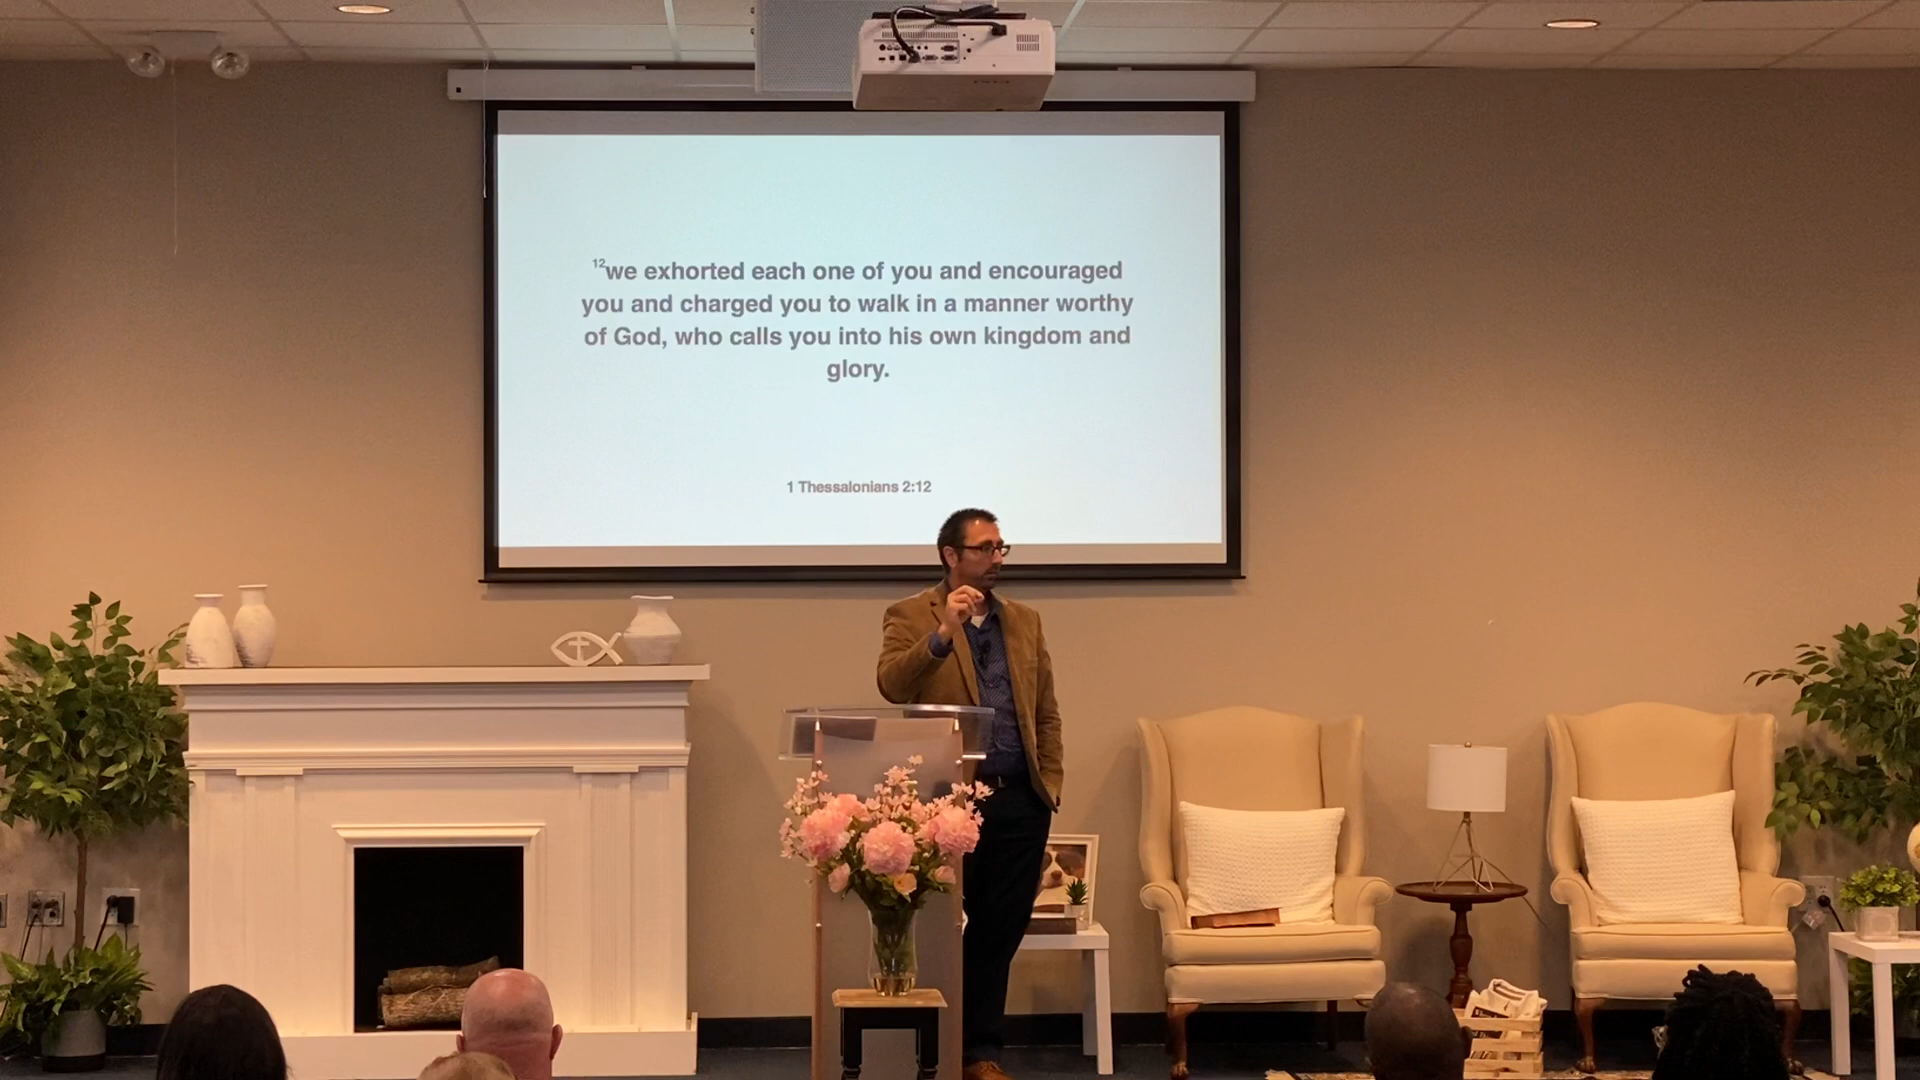 12we exhorted each one of you and encouraged
you and charged you to walk in a manner worthy
of God, who calls you into his own kingdom and
glory.
1 Thessalonians 2:12